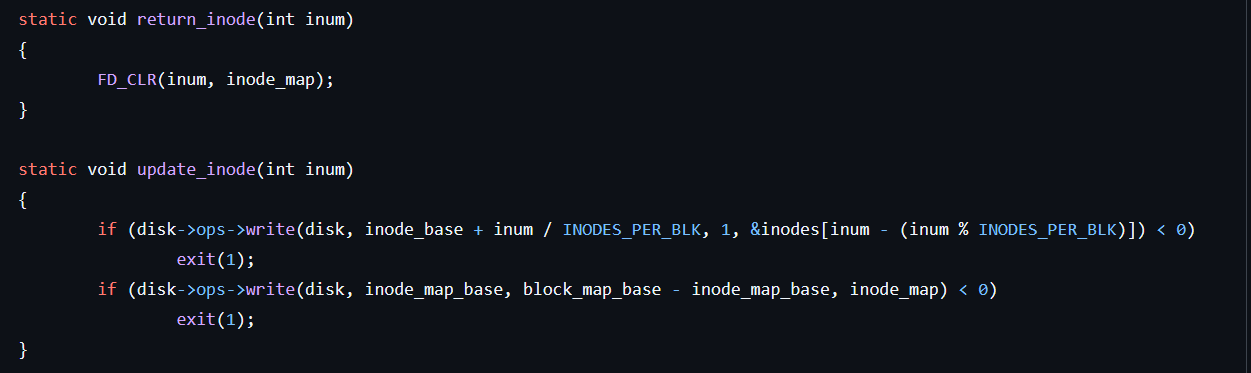 static void return_inode(int inum)
{
        FD_CLR(inum, inode_map);
}

static void update_inode(int inum)
{
        if (disk->ops->write(disk, inode_base + inum / INODES_PER_BLK, 1, &inodes[inum - (inum % INODES_PER_BLK)]) < 0)
                exit(1);
        if (disk->ops->write(disk, inode_map_base, block_map_base - inode_map_base, inode_map) < 0)
                exit(1);
}